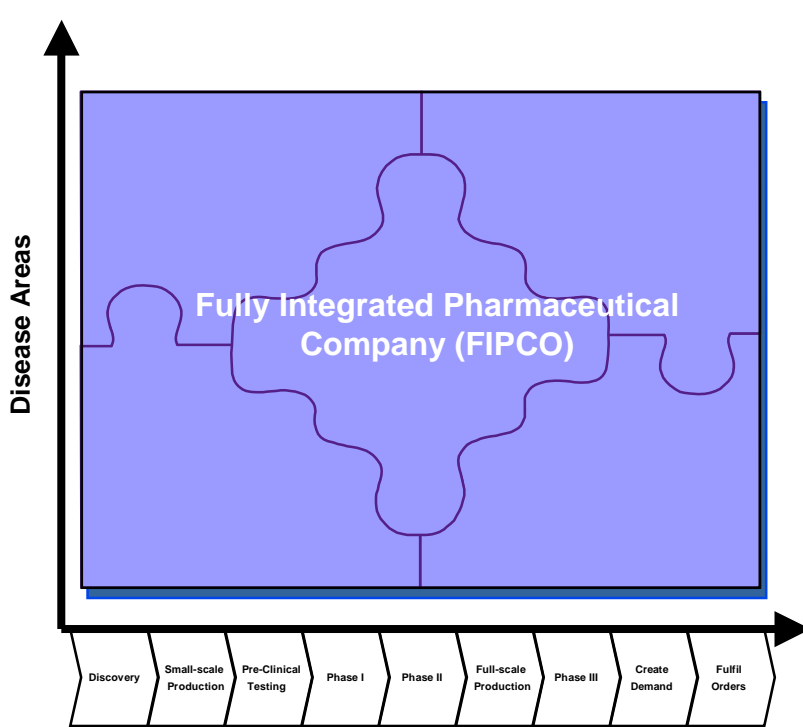 Disease Areas
Fully Integrated Pharmaceutical
Company (FIPCO)
Discovery
Small-scale
Production
Pre-Clinical
Testing
Phase I
Phase II
Full-scale
Production
Phase III
Create
Demand
Fulfil
Orders